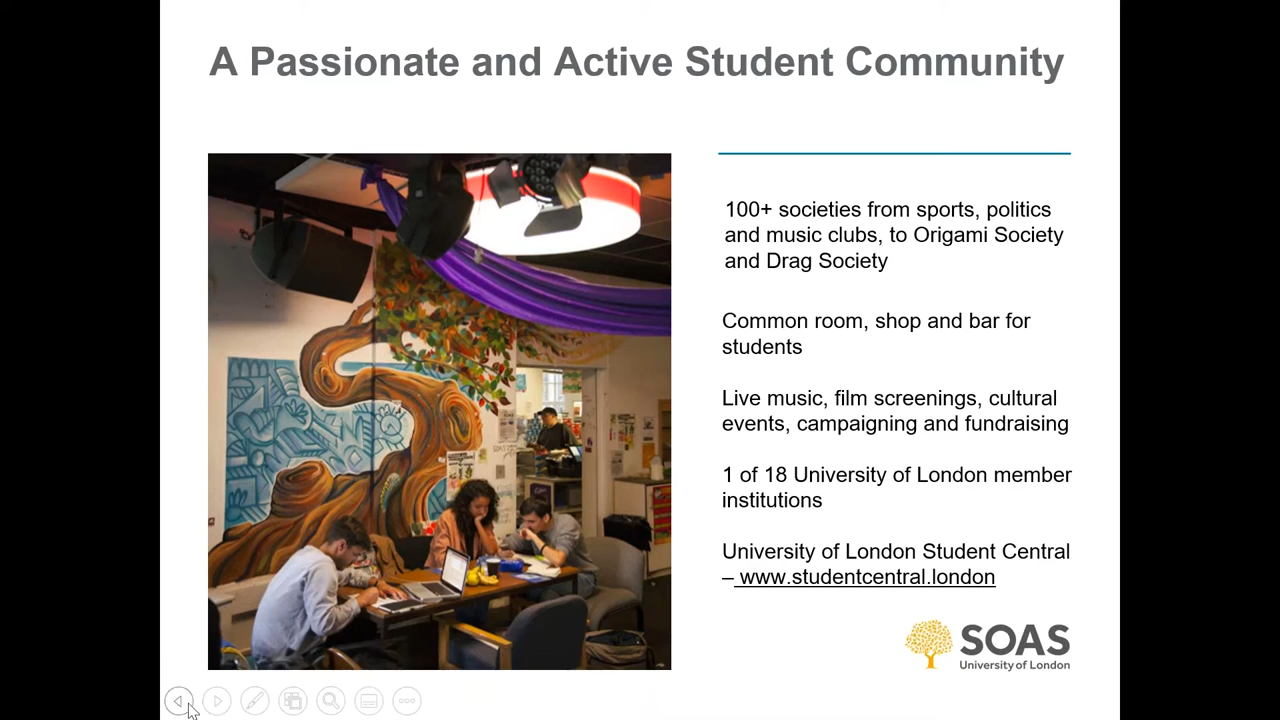 A Passionate and Active Student Community
100+ societies from sports, politics
and music clubs, to Origami Society
and Drag Society
Common room, shop and bar for
students
Live music, film screenings, cultural
events, campaigning and fundraising
1 of 18 University of London member
institutions
University of London Student Central
– www.studentcentral.london
SOAS
University of London